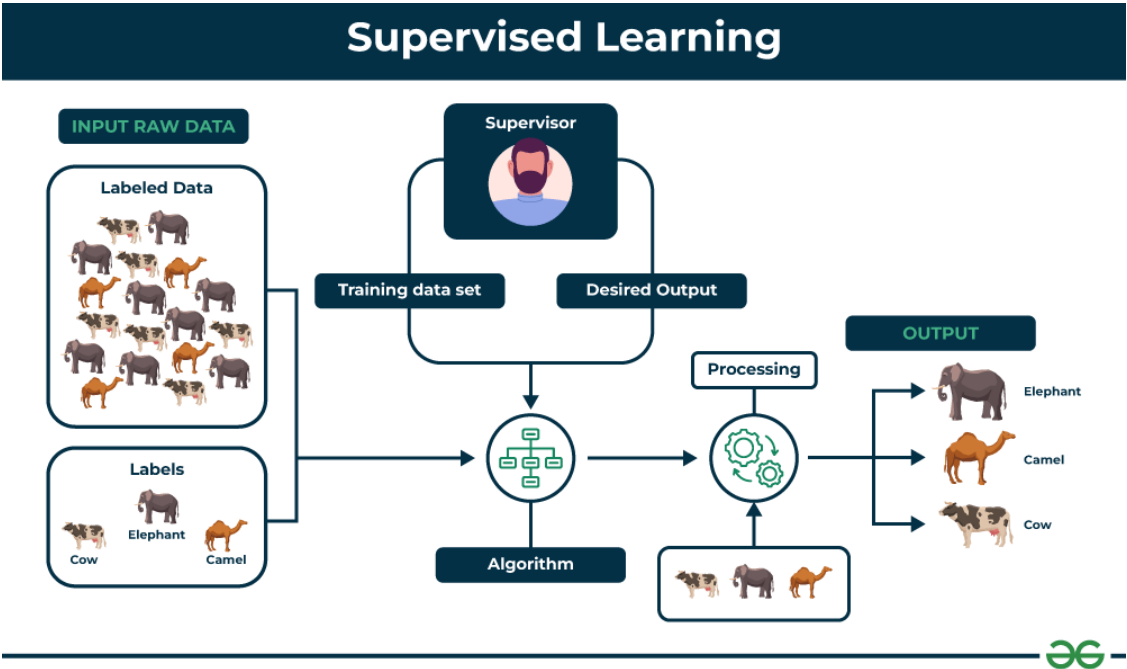 Supervised Learning
INPUT RAW DATA
Labeled Data
Labels
Elephant
Cow
Camel
Supervisor
Training data set
Desired Output
Algorithm
Processing
OUTPUT
Elephant
Camel
Cow